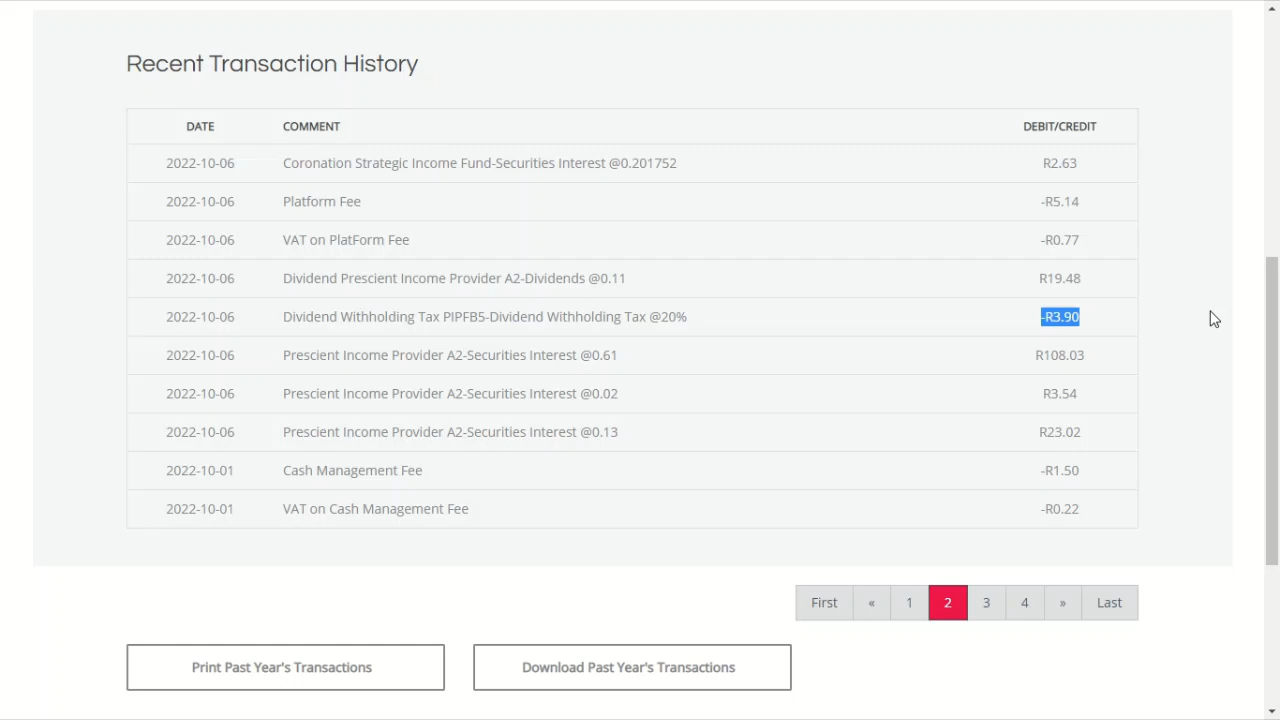 Recent Transaction History
DATE COMMENT DEBIT/CREDIT
2022-10-06 Coronation Strategic Income Fund-Securities Interest @0.201752 R2.63
2022-10-06 Platform Fee -R5.14
2022-10-06 VAT on PlatForm Fee -R0.77
2022-10-06 Dividend Prescient Income Provider A2-Dividends @0.11 R19.48
2022-10-06 Dividend Withholding Tax PIPFB5-Dividend Withholding Tax @20% -R3.90
2022-10-06 Prescient Income Provider A2-Securities Interest @0.61 R108.03
2022-10-06 Prescient Income Provider A2-Securities Interest @0.02 R3.54
2022-10-06 Prescient Income Provider A2-Securities Interest @0.13 R23.02
2022-10-01 Cash Management Fee -R1.50
2022-10-01 VAT on Cash Management Fee -R0.22
First « 1 2 3 4 » Last
Print Past Year's Transactions Download Past Year's Transactions